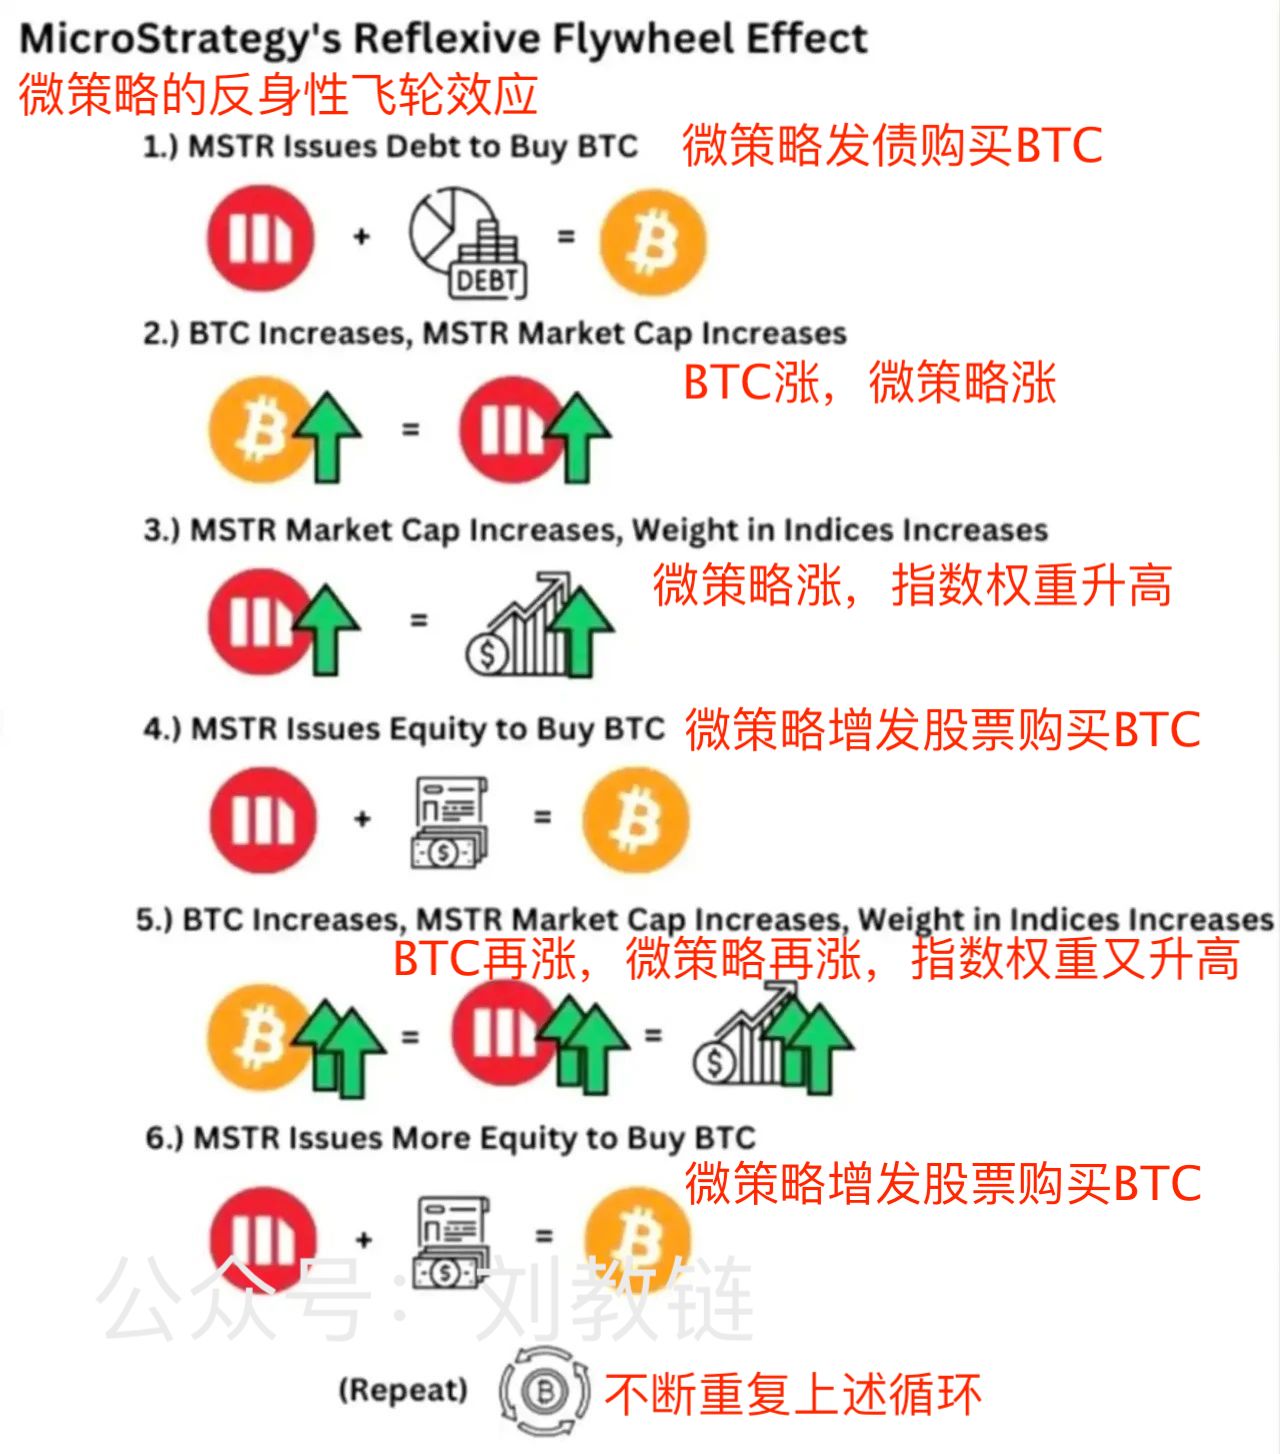 MicroStrategy's Reflexive Flywheel Effect
微策略的反身性飞轮效应
1.) MSTR Issues Debt to Buy BTC 微策略发债购买BTC
+ DEBT =
2.) BTC Increases, MSTR Market Cap Increases
BTC涨，微策略涨
=
3.) MSTR Market Cap Increases, Weight in Indices Increases
微策略涨，指数权重升高
= $
4.) MSTR Issues Equity to Buy BTC 微策略增发股票购买BTC
+ $ =
5.) BTC Increases, MSTR Market Cap Increases, Weight in Indices Increases
BTC再涨，微策略再涨，指数权重又升高
= = $
6.) MSTR Issues More Equity to Buy BTC
微策略增发股票购买BTC
+ $ =
公众号：刘教链
(Repeat) B 不断重复上述循环